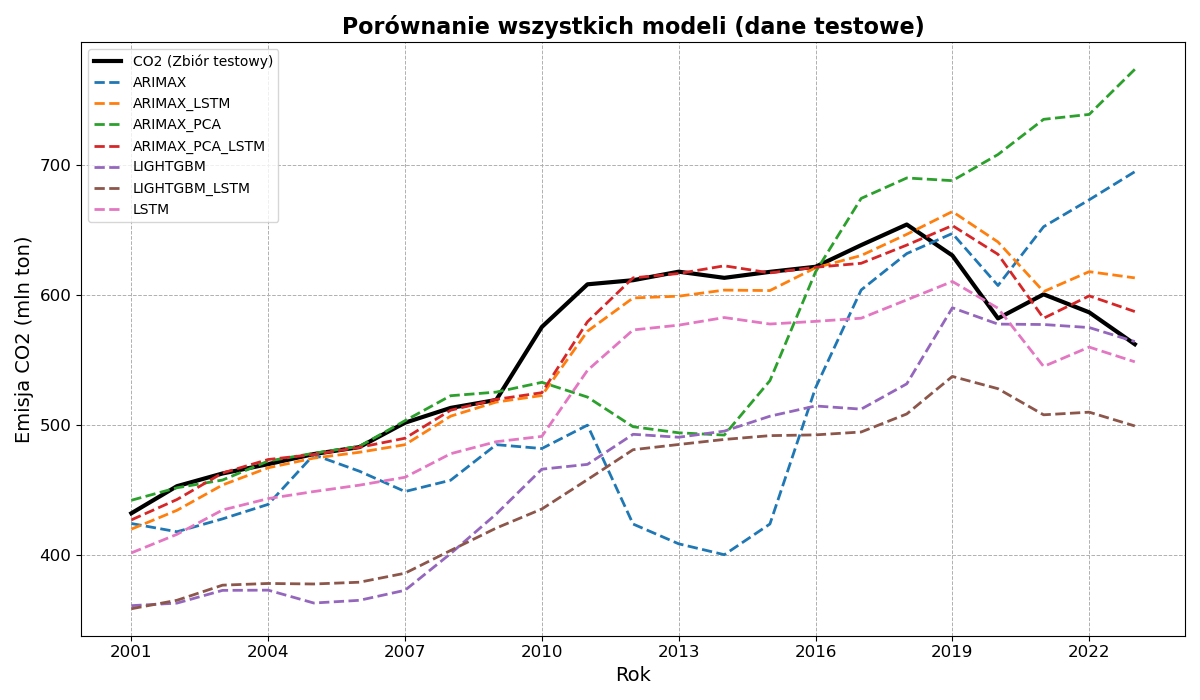 Porównanie wszystkich modeli (dane testowe)
CO2 (Zbiór testowy)
ARIMAX
ARIMAX_LSTM
ARIMAX_PCA
ARIMAX_PCA_LSTM
LIGHTGBM
LIGHTGBM_LSTM
LSTM
Emisja CO2 (mln ton)
700
600
500
400
2001 2004 2007 2010 2013 2016 2019 2022
Rok